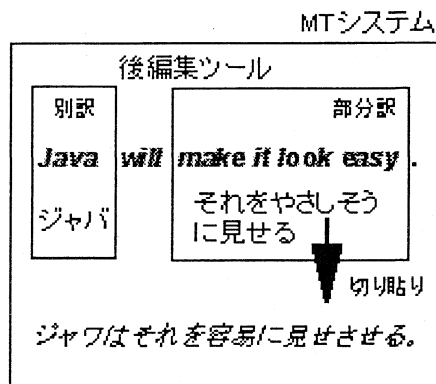 MTシステム
後編集ツール
別訳
部分訳
Java will make it look easy .
ジャバ
それをやさしそう
に見せる
切り貼り
ジャワはそれを容易に見せさせる。